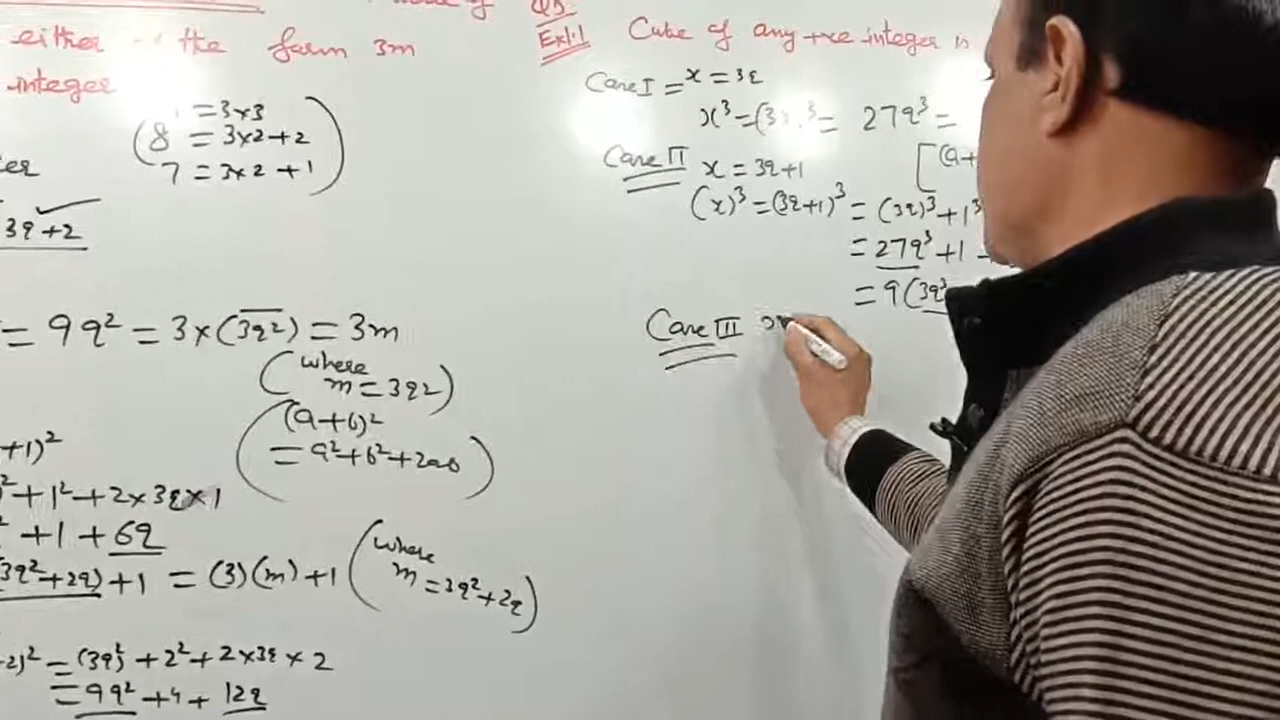 either the form 3m
integer
= 3×3
8 = 3×2+2
7 = 3×2+1
3q+2
= 9q² = 3×(3q²) = 3m
(where
m = 3q2)
(a+b)²
= a²+b²+2ab
+1)²
² + 1² + 2×3q×1
+ 1 + 6q
3q²+2q) + 1 = (3)(m) + 1
(where
m = 3q²+2q)
2)² = (3q)² + 2² + 2×3q×2
= 9q² + 4 + 12q
Q5
Ex1.1 Cube of any +ve integer is
Case I = x = 3q
x³ = (3q)³ = 27q³ =
[(a+
Case II x = 3q+1
(x)³ = (3q+1)³ = (3q)³ + 1³
= 27q³ + 1
= 9(3q³
Case III